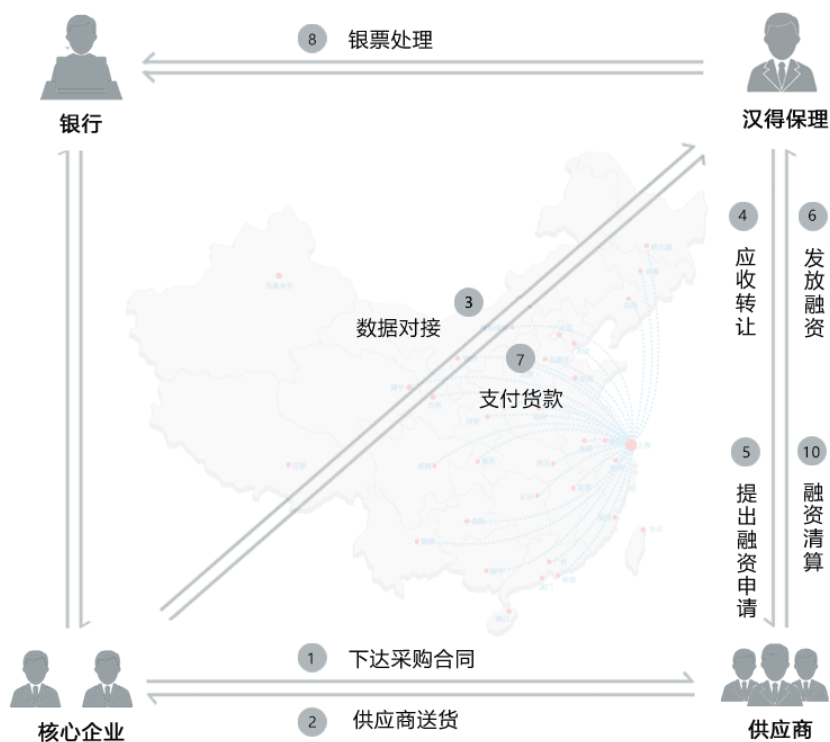 8 银票处理
银行
汉得保理
4
应收转让
6
发放融资
3
数据对接
7
支付货款
5
提出融资申请
10
融资清算
1 下达采购合同
2 供应商送货
核心企业
供应商